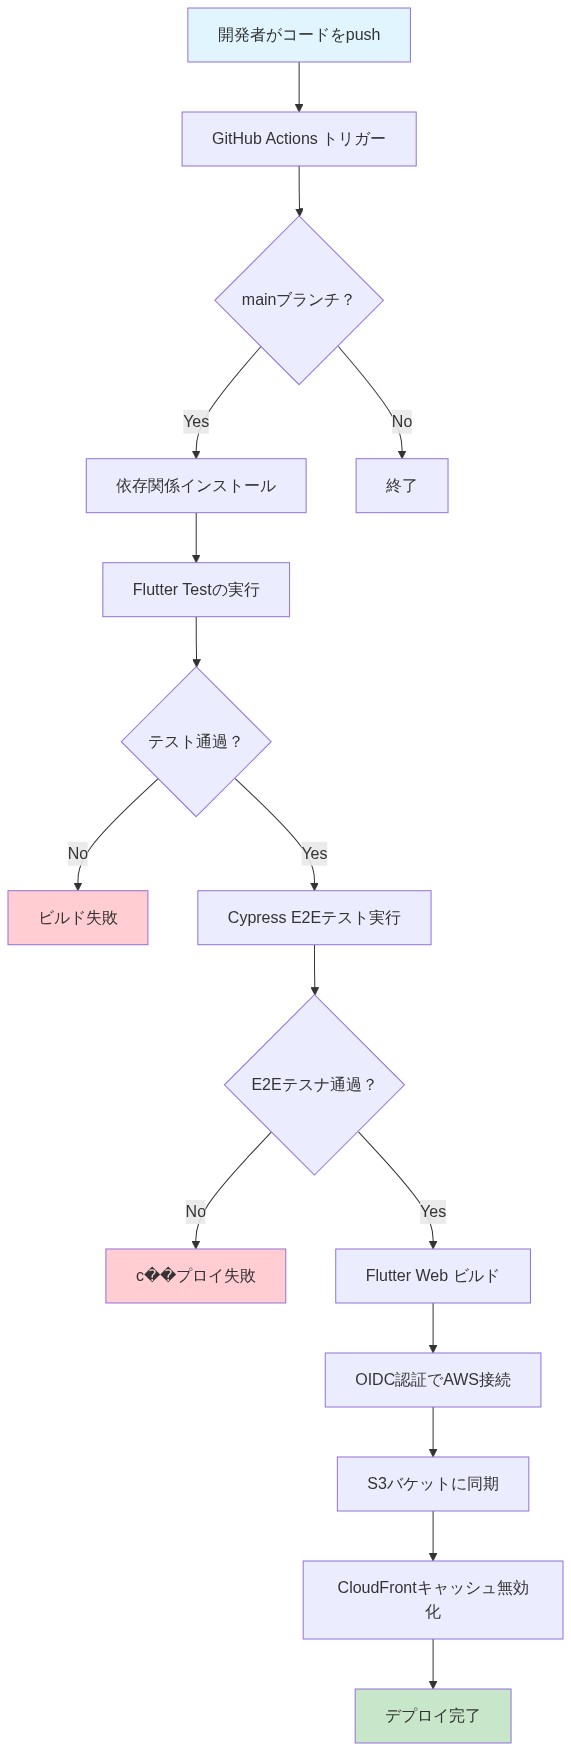 開発者がコードをpush
GitHub Actions トリガー
mainブランチ？
Yes
No
依存関係インストール
終了
Flutter Testの実行
テスト通過？
No
Yes
ビルド失敗
Cypress E2Eテスト実行
E2Eテスナ通過？
No
Yes
c��プロイ失敗
Flutter Web ビルド
OIDC認証でAWS接続
S3バケットに同期
CloudFrontキャッシュ無効
化
デプロイ完了